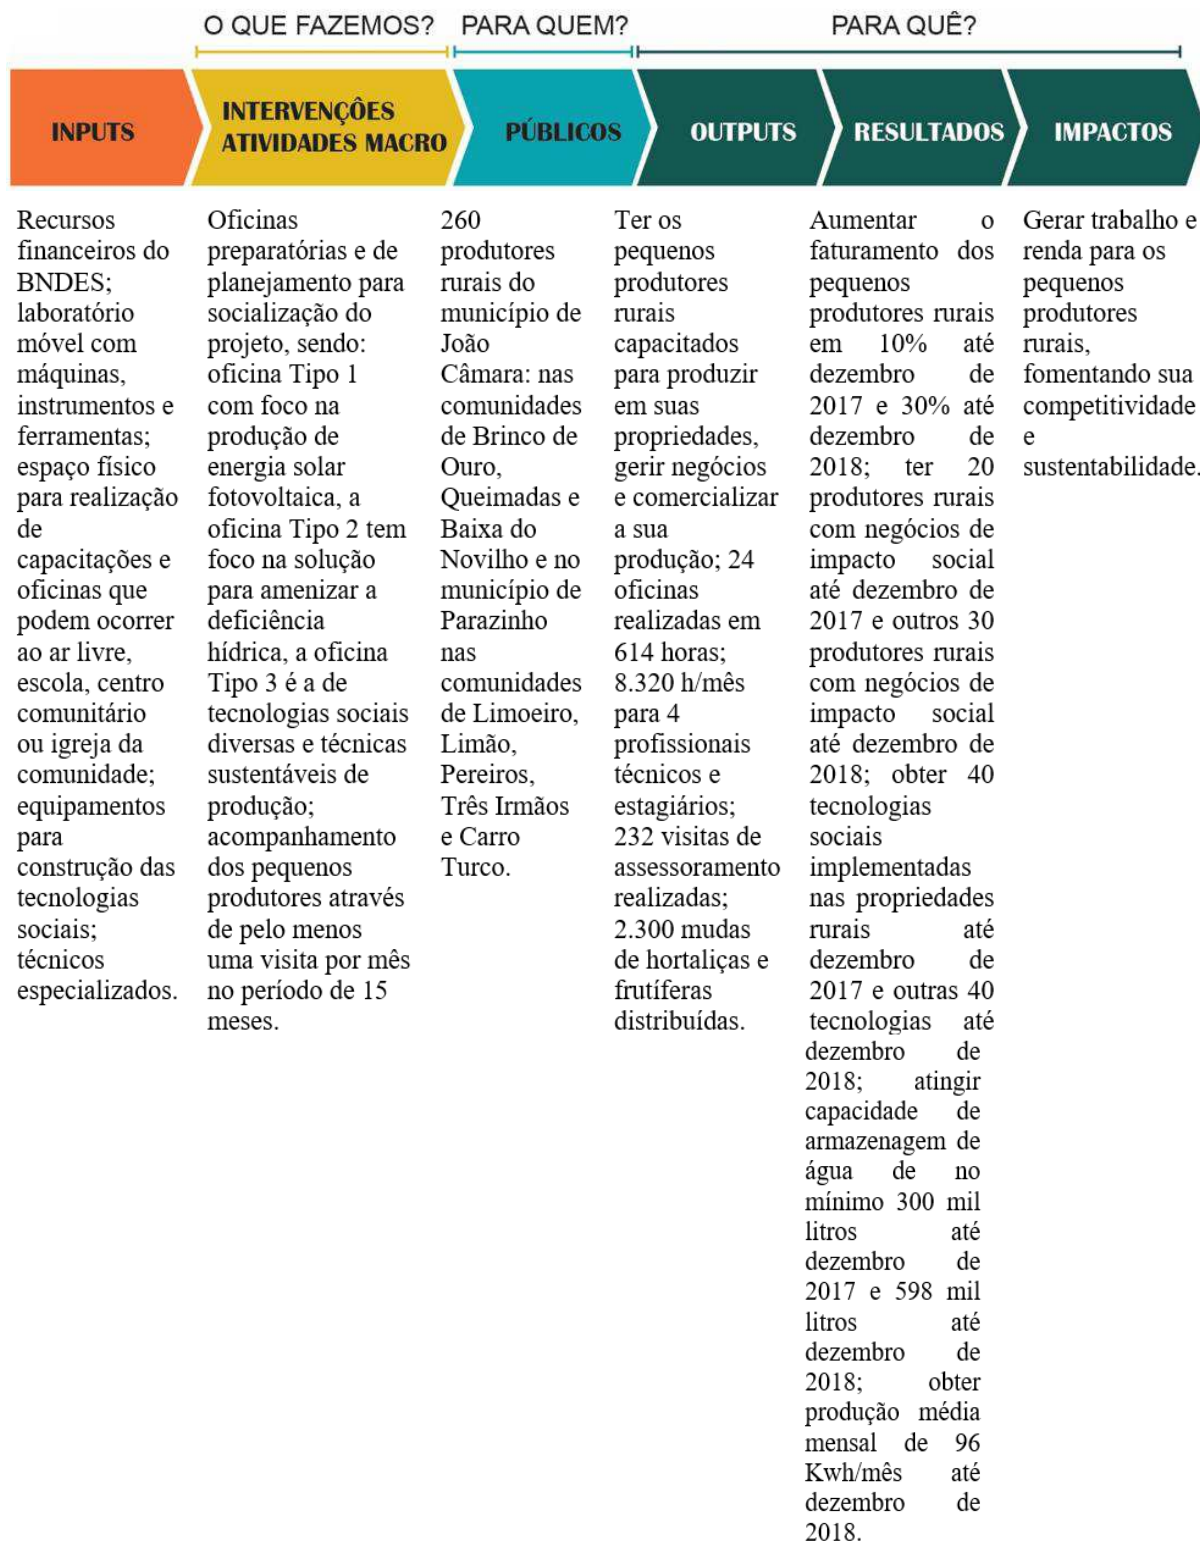 O QUE FAZEMOS?
PARA QUEM?
PARA QUÊ?
INPUTS
INTERVENÇÔES
ATIVIDADES MACRO
PÚBLICOS
OUTPUTS
RESULTADOS
IMPACTOS
Recursos
financeiros do
BNDES;
laboratório
móvel com
máquinas,
instrumentos e
ferramentas;
espaço físico
para realização
de
capacitações e
oficinas que
podem ocorrer
ao ar livre,
escola, centro
comunitário
ou igreja da
comunidade;
equipamentos
para
construção das
tecnologias
sociais;
técnicos
especializados.
Oficinas
preparatórias e de
planejamento para
socialização do
projeto, sendo:
oficina Tipo 1
com foco na
produção de
energia solar
fotovoltaica, a
oficina Tipo 2 tem
foco na solução
para amenizar a
deficiência
hídrica, a oficina
Tipo 3 é a de
tecnologias sociais
diversas e técnicas
sustentáveis de
produção;
acompanhamento
dos pequenos
produtores através
de pelo menos
uma visita por mês
no período de 15
meses.
260
produtores
rurais do
município de
João
Câmara: nas
comunidades
de Brinco de
Ouro,
Queimadas e
Baixa do
Novilho e no
município de
Parazinho
nas
comunidades
de Limoeiro,
Limão,
Pereiros,
Três Irmãos
e Carro
Turco.
Ter os
pequenos
produtores
rurais
capacitados
para produzir
em suas
propriedades,
gerir negócios
e comercializar
a sua
produção; 24
oficinas
realizadas em
614 horas;
8.320 h/mês
para 4
profissionais
técnicos e
estagiários;
232 visitas de
assessoramento
realizadas;
2.300 mudas
de hortaliças e
frutíferas
distribuídas.
Aumentar o
faturamento dos
pequenos
produtores rurais
em 10% até
dezembro de
2017 e 30% até
dezembro de
2018; ter 20
produtores rurais
com negócios de
impacto social
até dezembro de
2017 e outros 30
produtores rurais
com negócios de
impacto social
até dezembro de
2018; obter 40
tecnologias
sociais
implementadas
nas propriedades
rurais até
dezembro de
2017 e outras 40
tecnologias até
dezembro de
2018; atingir
capacidade de
armazenagem de
água de no
mínimo 300 mil
litros até
dezembro de
2017 e 598 mil
litros até
dezembro de
2018; obter
produção média
mensal de 96
Kwh/mês até
dezembro de
2018.
Gerar trabalho e
renda para os
pequenos
produtores
rurais,
fomentando sua
competitividade
e
sustentabilidade.